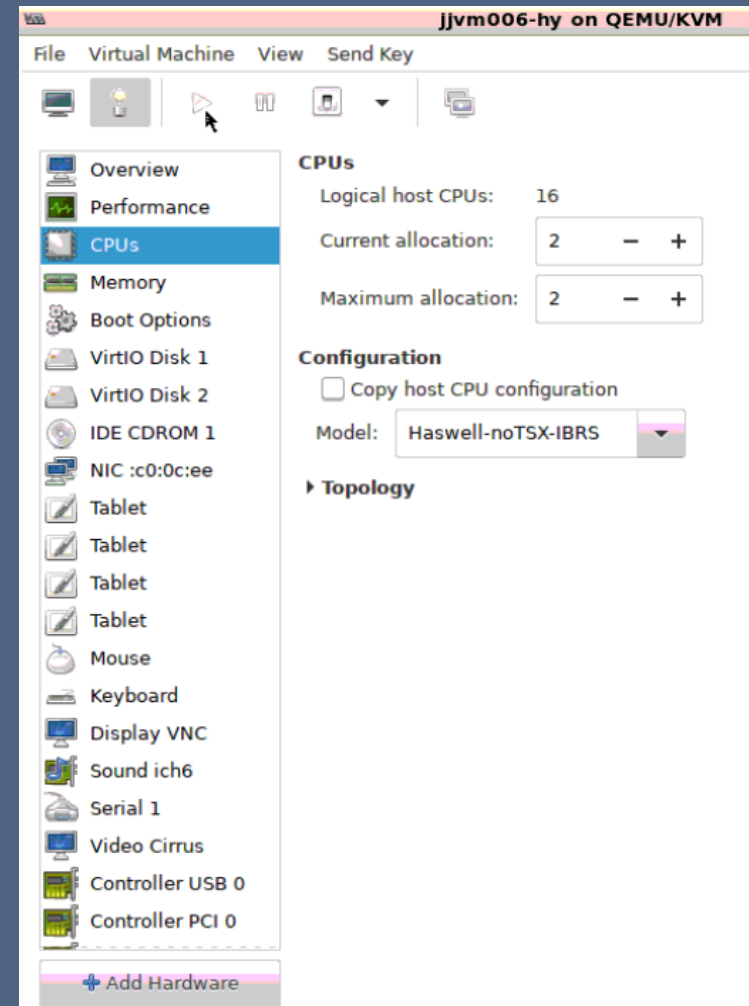 jjvm006-hy on QEMU/KVM
File Virtual Machine View Send Key
Overview
Performance
CPUs
Memory
Boot Options
VirtIO Disk 1
VirtIO Disk 2
IDE CDROM 1
NIC :c0:0c:ee
Tablet
Tablet
Tablet
Tablet
Mouse
Keyboard
Display VNC
Sound ich6
Serial 1
Video Cirrus
Controller USB 0
Controller PCI 0
Add Hardware
CPUs
Logical host CPUs: 16
Current allocation: 2 − +
Maximum allocation: 2 − +
Configuration
Copy host CPU configuration
Model: Haswell-noTSX-IBRS
Topology